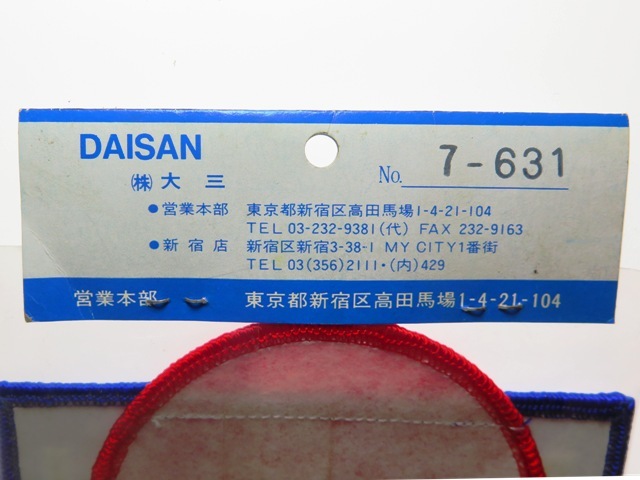 DAISAN
㈱ 大 三
No. 7-631
●営業本部 東京都新宿区高田馬場1-4-21-104
TEL 03-232-9381(代) FAX 232-9163
●新宿店 新宿区新宿3-38-1 MY CITY1番街
TEL 03(356)2111・(内)429
営業本部 東京都新宿区高田馬場1-4-21-104